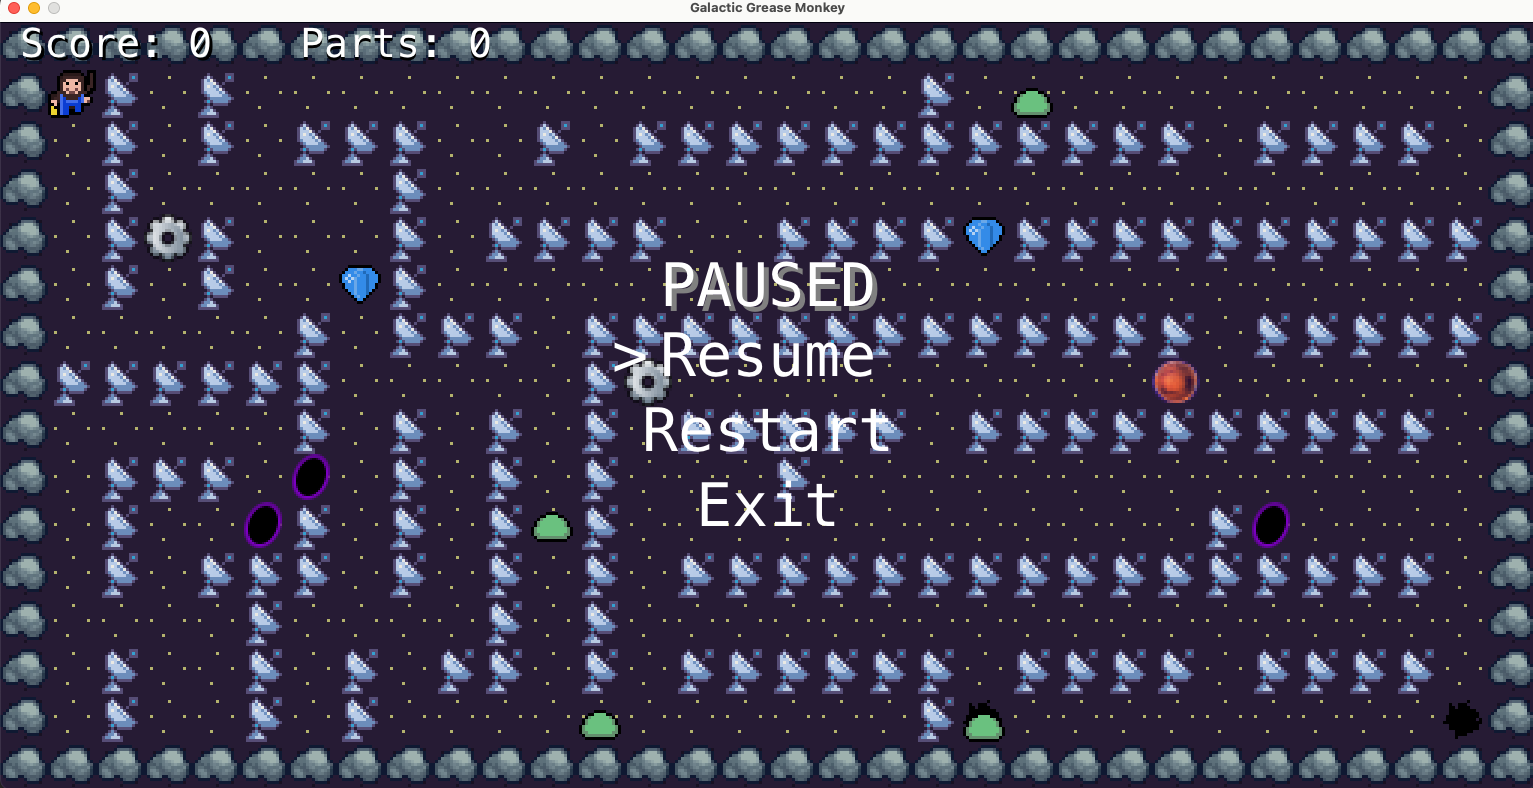 Galactic Grease Monkey
Score: 0 Parts: 0
PAUSED
> Resume
Restart
Exit